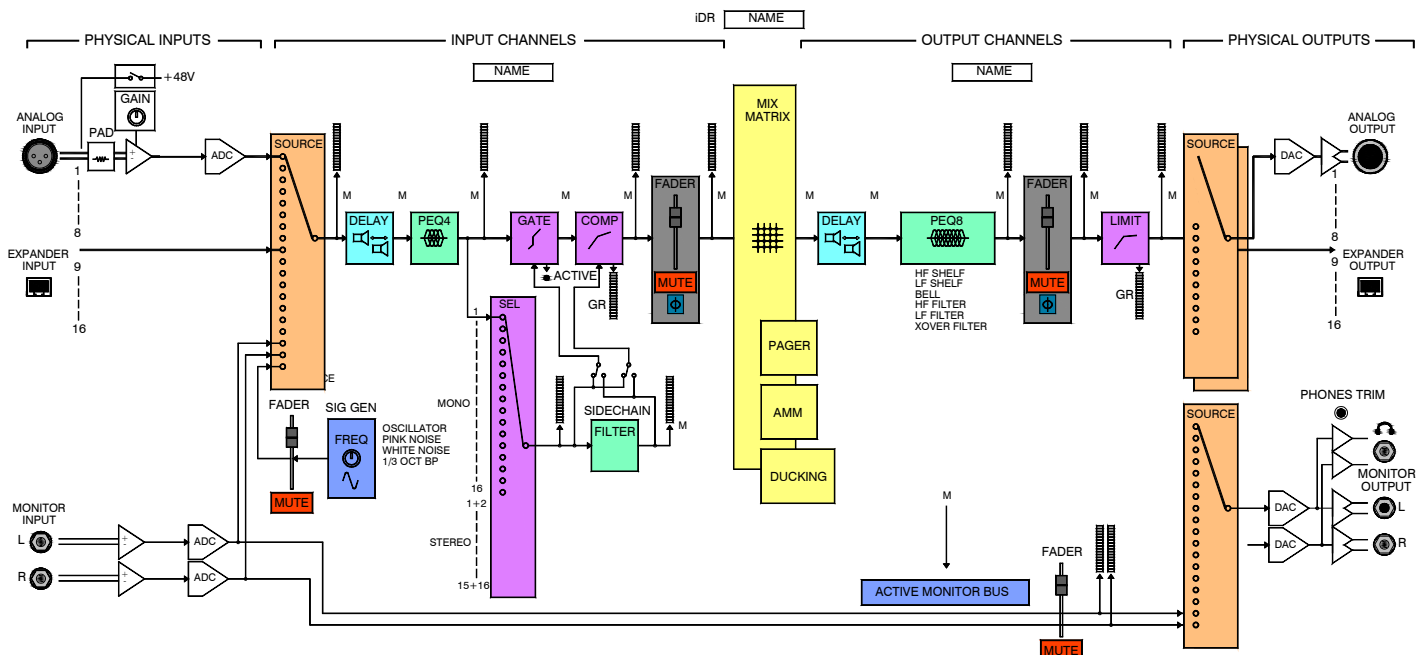 iDR NAME
PHYSICAL INPUTS
INPUT CHANNELS
OUTPUT CHANNELS
PHYSICAL OUTPUTS
NAME
NAME
+48V
GAIN
ANALOG
INPUT
PAD
+
-
ADC
1
8
EXPANDER
INPUT
9
16
SOURCE
M
DELAY
M
PEQ4
M
M
GATE
ACTIVE
COMP
GR
M
FADER
MUTE
Φ
M
MIX
MATRIX
PAGER
AMM
DUCKING
M
DELAY
M
PEQ8
HF SHELF
LF SHELF
BELL
HF FILTER
LF FILTER
XOVER FILTER
M
FADER
MUTE
Φ
M
LIMIT
GR
M
SOURCE
DAC
ANALOG
OUTPUT
1
8
9
EXPANDER
OUTPUT
16
SEL
1
MONO
16
1+2
STEREO
15+16
SIDECHAIN
FILTER
M
CE
FADER
MUTE
SIG GEN
FREQ
OSCILLATOR
PINK NOISE
WHITE NOISE
1/3 OCT BP
MONITOR
INPUT
L
+
-
ADC
R
+
-
ADC
M
ACTIVE MONITOR BUS
FADER
MUTE
SOURCE
PHONES TRIM
MONITOR
OUTPUT
DAC
L
DAC
R